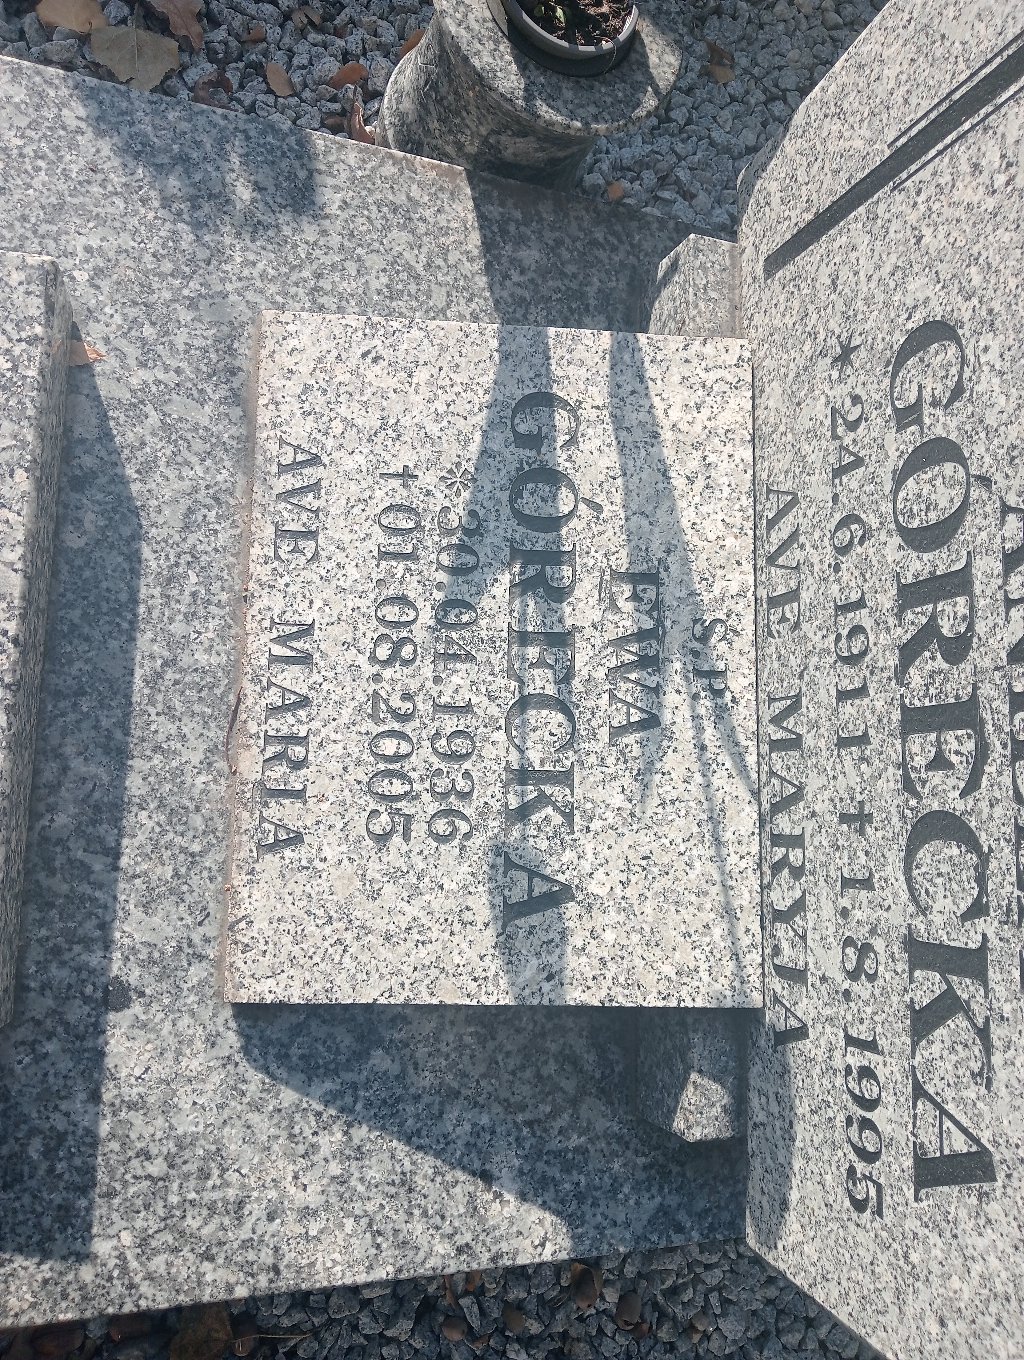 GÓRECKA
★ 24.6.1911 † 1.8.1995
AVE MARYJA
Ś.P.
EWA
GÓRECKA
* 30.04.1936
† 01.08.2005
AVE MARIA